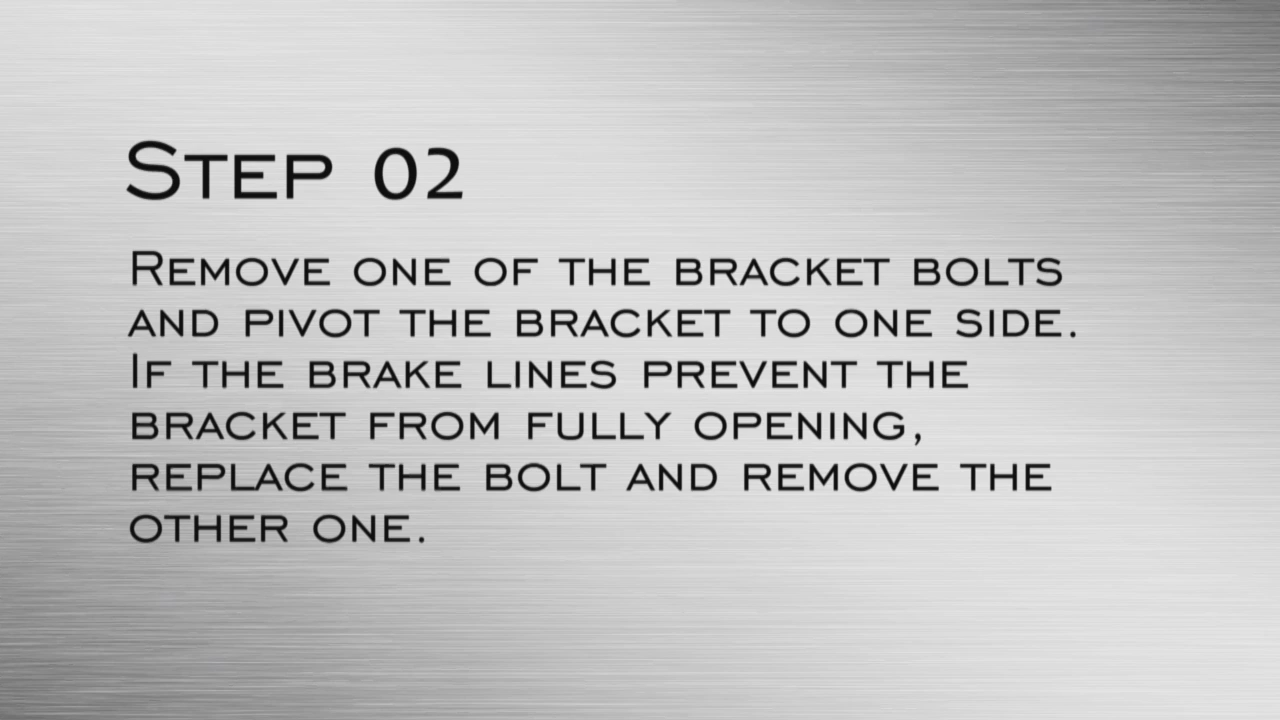 Step 02
Remove one of the bracket bolts
and pivot the bracket to one side.
If the brake lines prevent the
bracket from fully opening,
replace the bolt and remove the
other one.